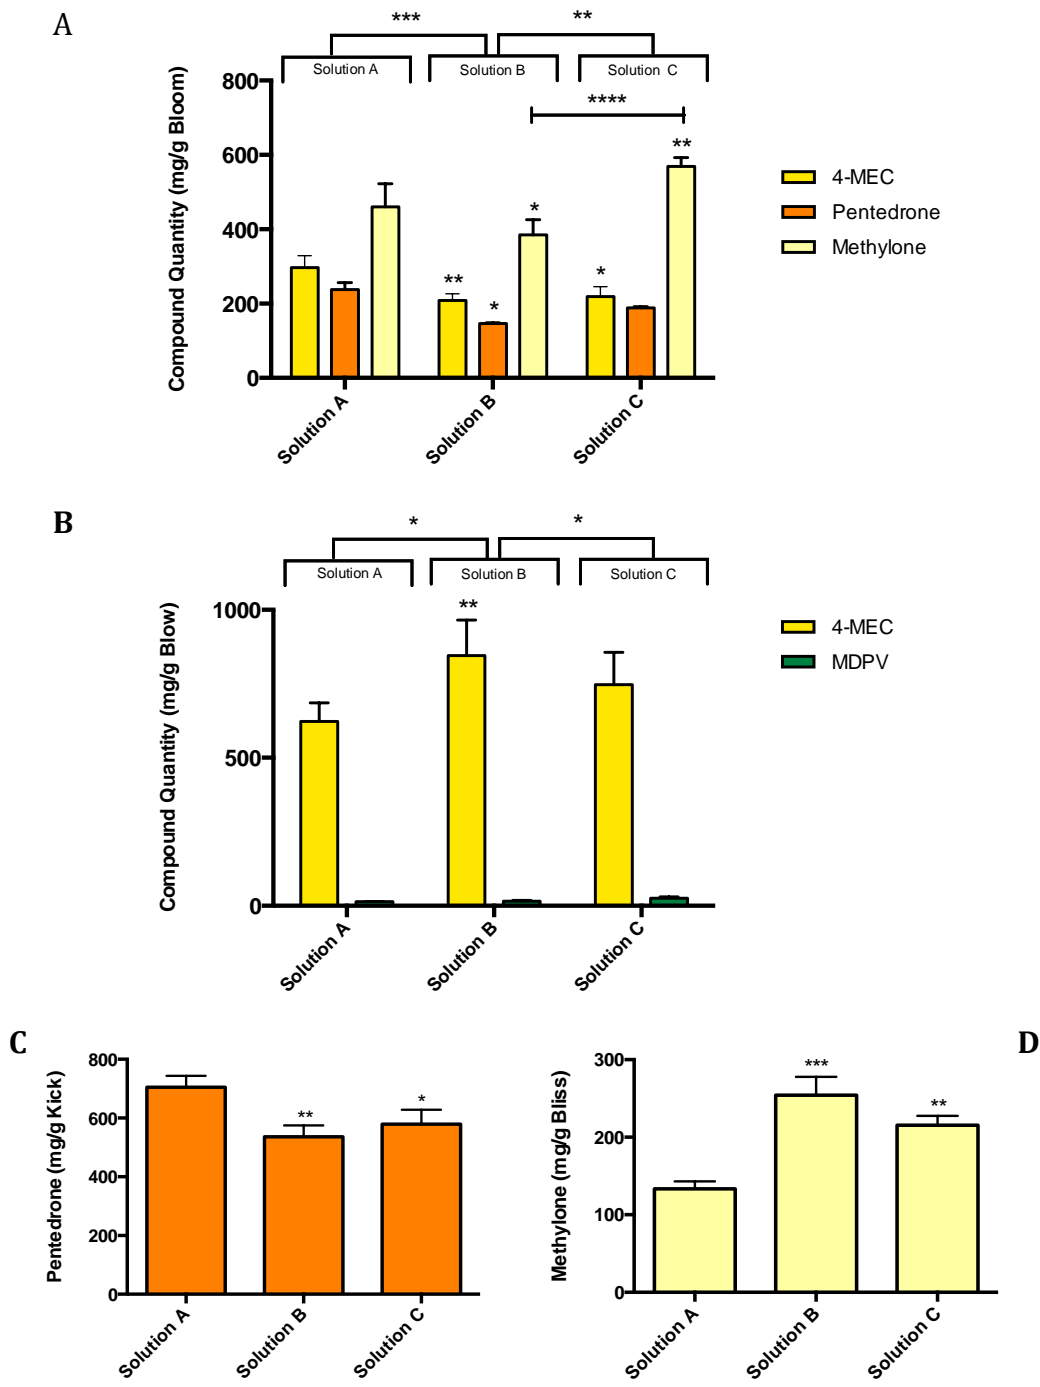 A
*** **
Solution A Solution B Solution C
800
600
400
200
0
Compound Quantity (mg/g Bloom)
****
**
*
** *
*
4-MEC
Pentedrone
Methylone
Solution A Solution B Solution C
B
* *
Solution A Solution B Solution C
1000
500
0
Compound Quantity (mg/g Blow)
**
4-MEC
MDPV
Solution A Solution B Solution C
C
800
600
400
200
0
Pentedrone (mg/g Kick)
** *
Solution A Solution B Solution C
D
300
200
100
0
Methylone (mg/g Bliss)
*** **
Solution A Solution B Solution C